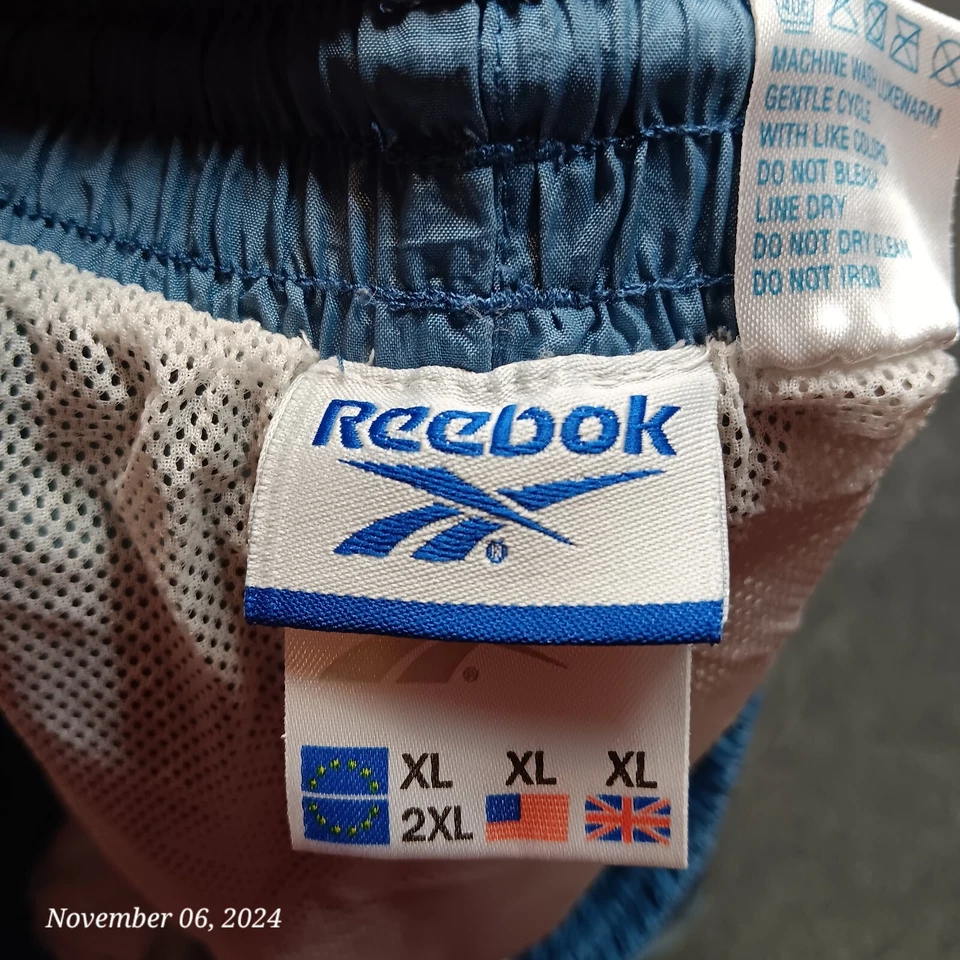 40°
MACHINE WASH LUKEWARM
GENTLE CYCLE
WITH LIKE COLORS
DO NOT BLEACH
LINE DRY
DO NOT DRY CLEAN
DO NOT IRON
Reebok
®
®
XL XL XL
2XL
November 06, 2024